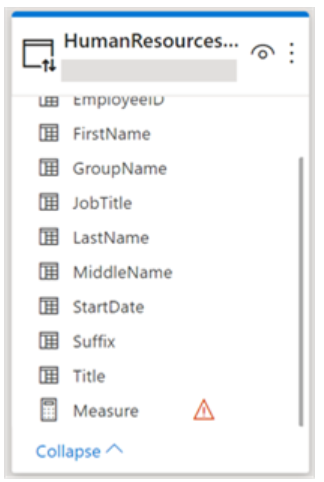 HumanResources...
EmployeeID
FirstName
GroupName
JobTitle
LastName
MiddleName
StartDate
Suffix
Title
Measure
Collapse